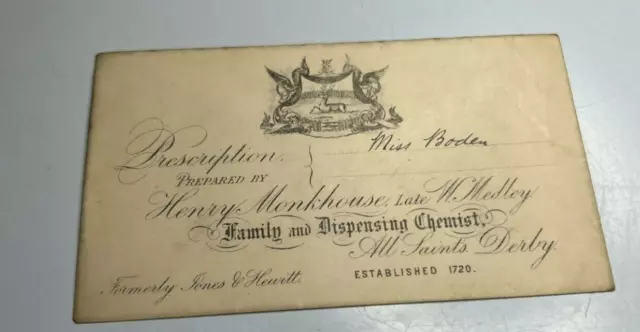 Miss Boden
Prescription.
PREPARED BY
Henry Monkhouse, Late W. Medley
Family and Dispensing Chemist,
All Saints Derby.
ESTABLISHED 1720.
Formerly Jones & Hewitt.